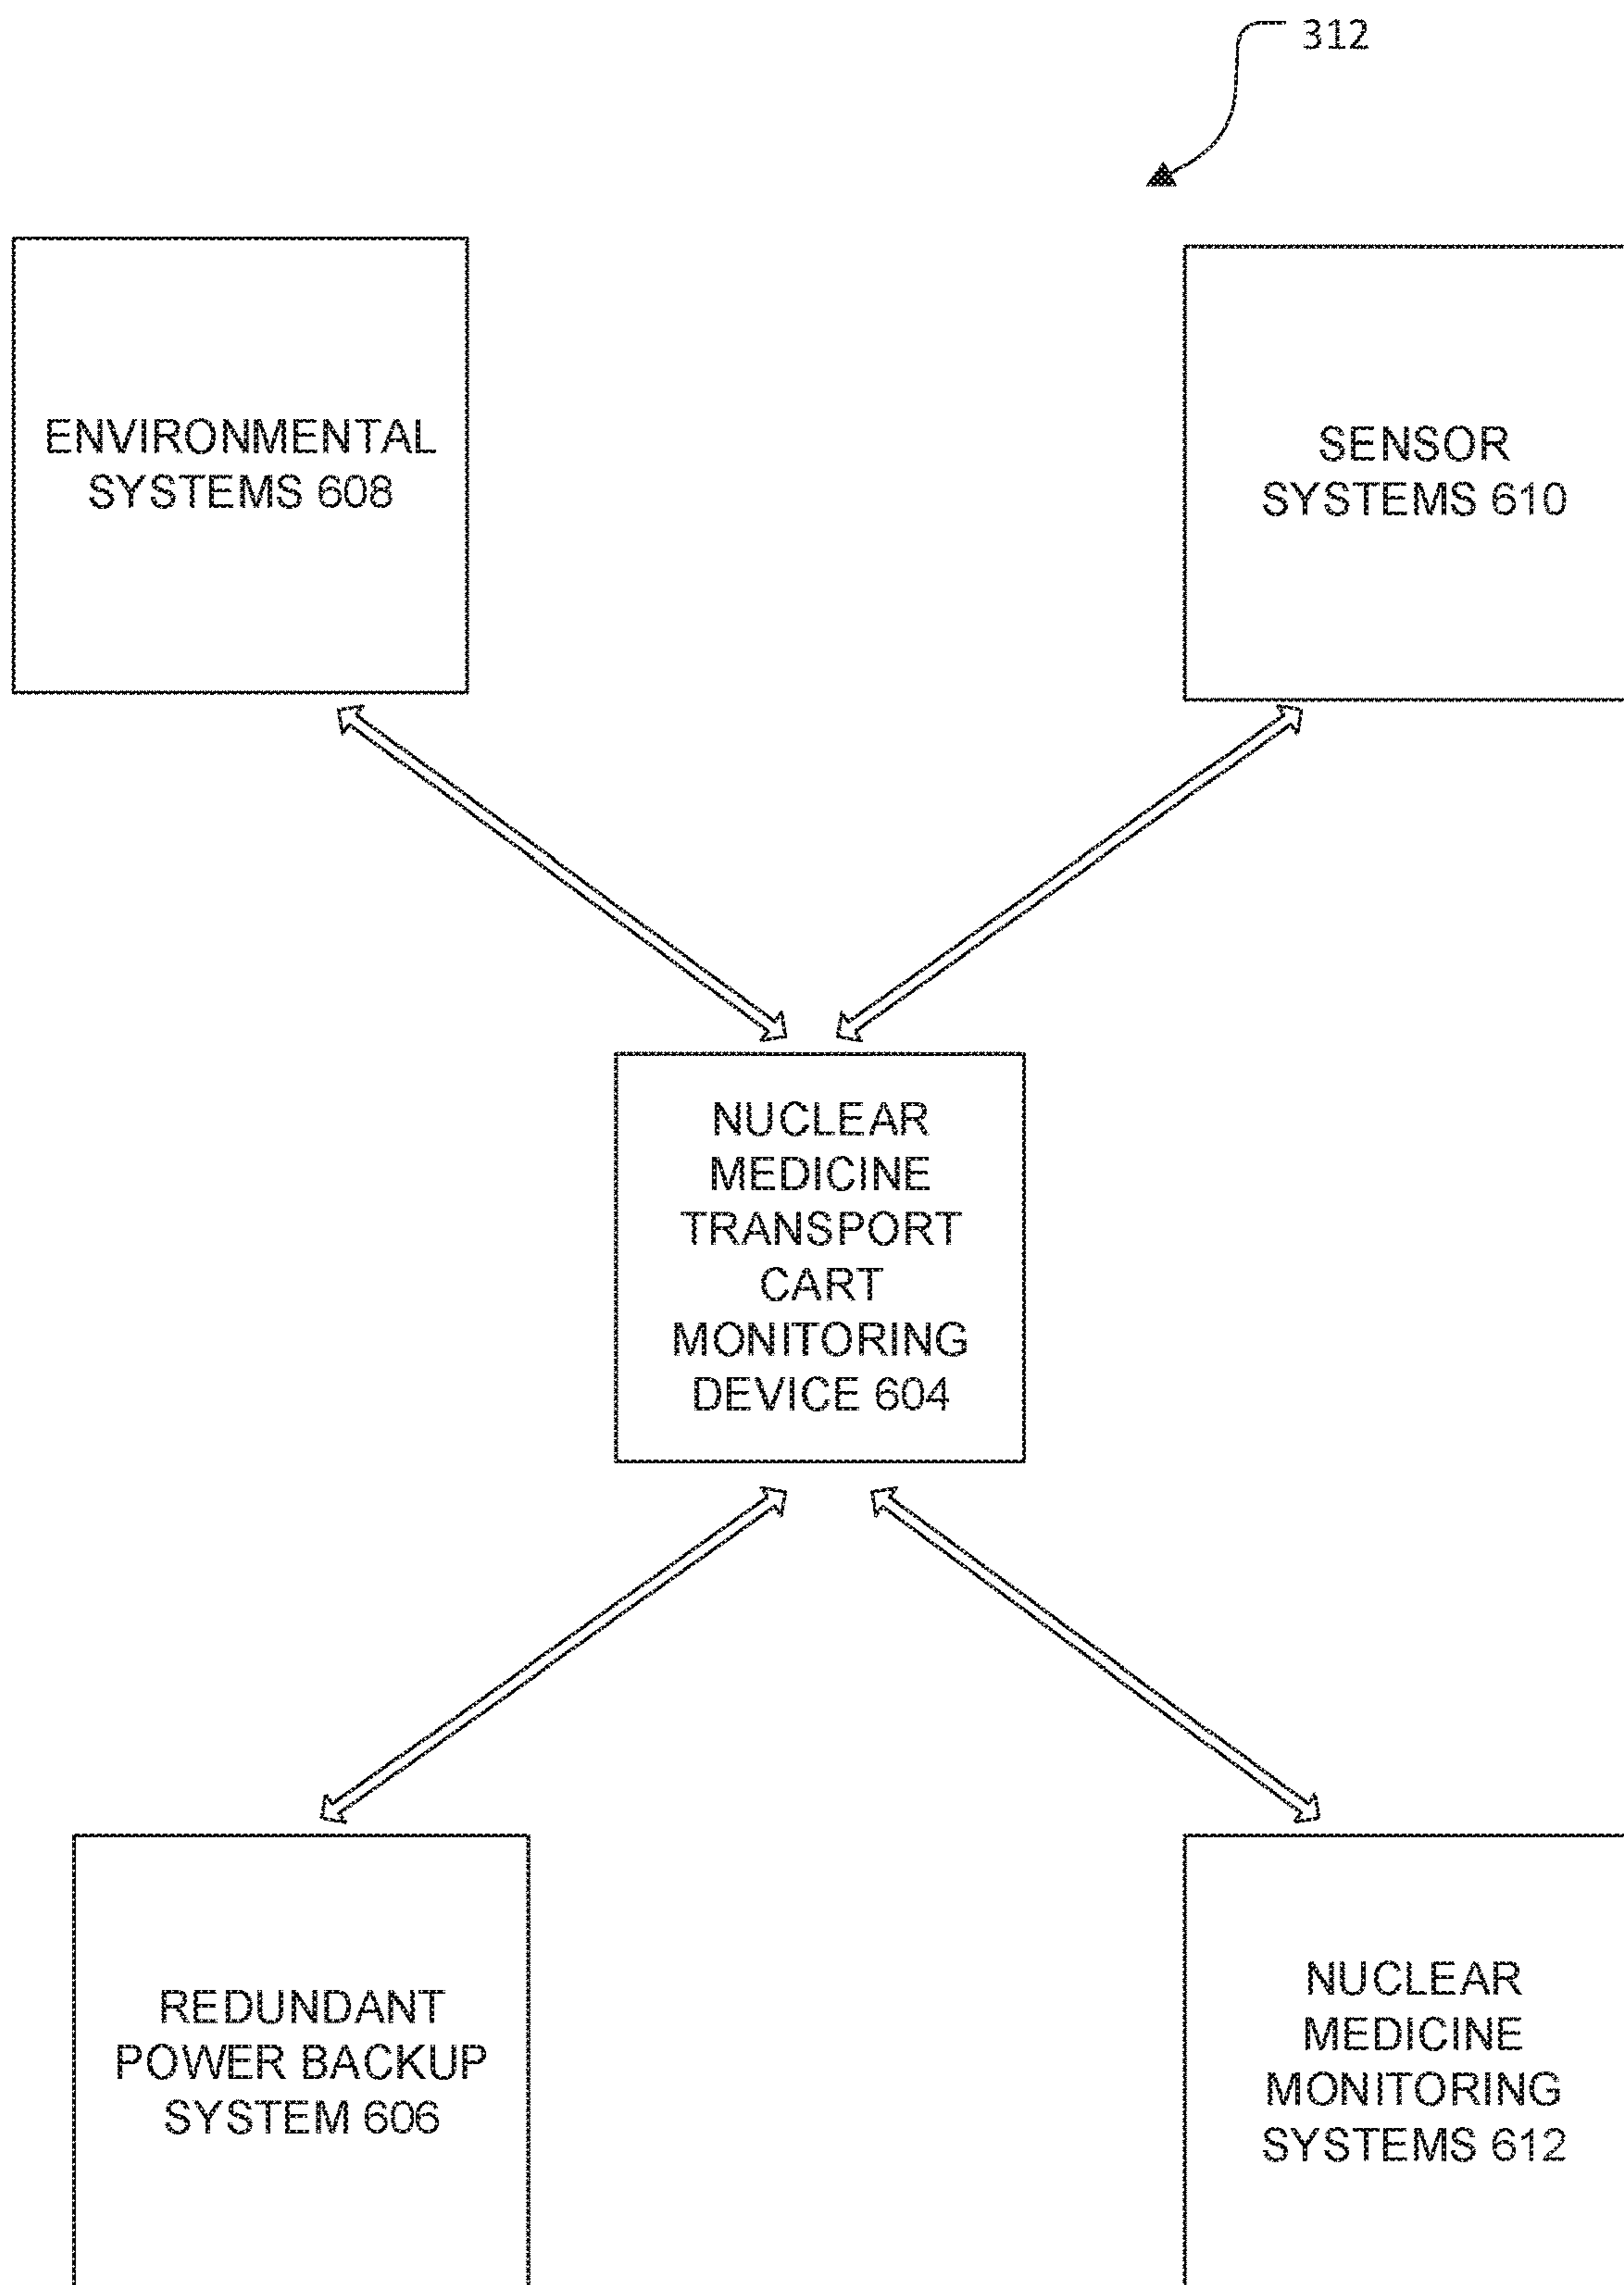 312
ENVIRONMENTAL
SYSTEMS 608
SENSOR
SYSTEMS 610
NUCLEAR
MEDICINE
TRANSPORT
CART
MONITORING
DEVICE 604
REDUNDANT
POWER BACKUP
SYSTEM 606
NUCLEAR
MEDICINE
MONITORING
SYSTEMS 612